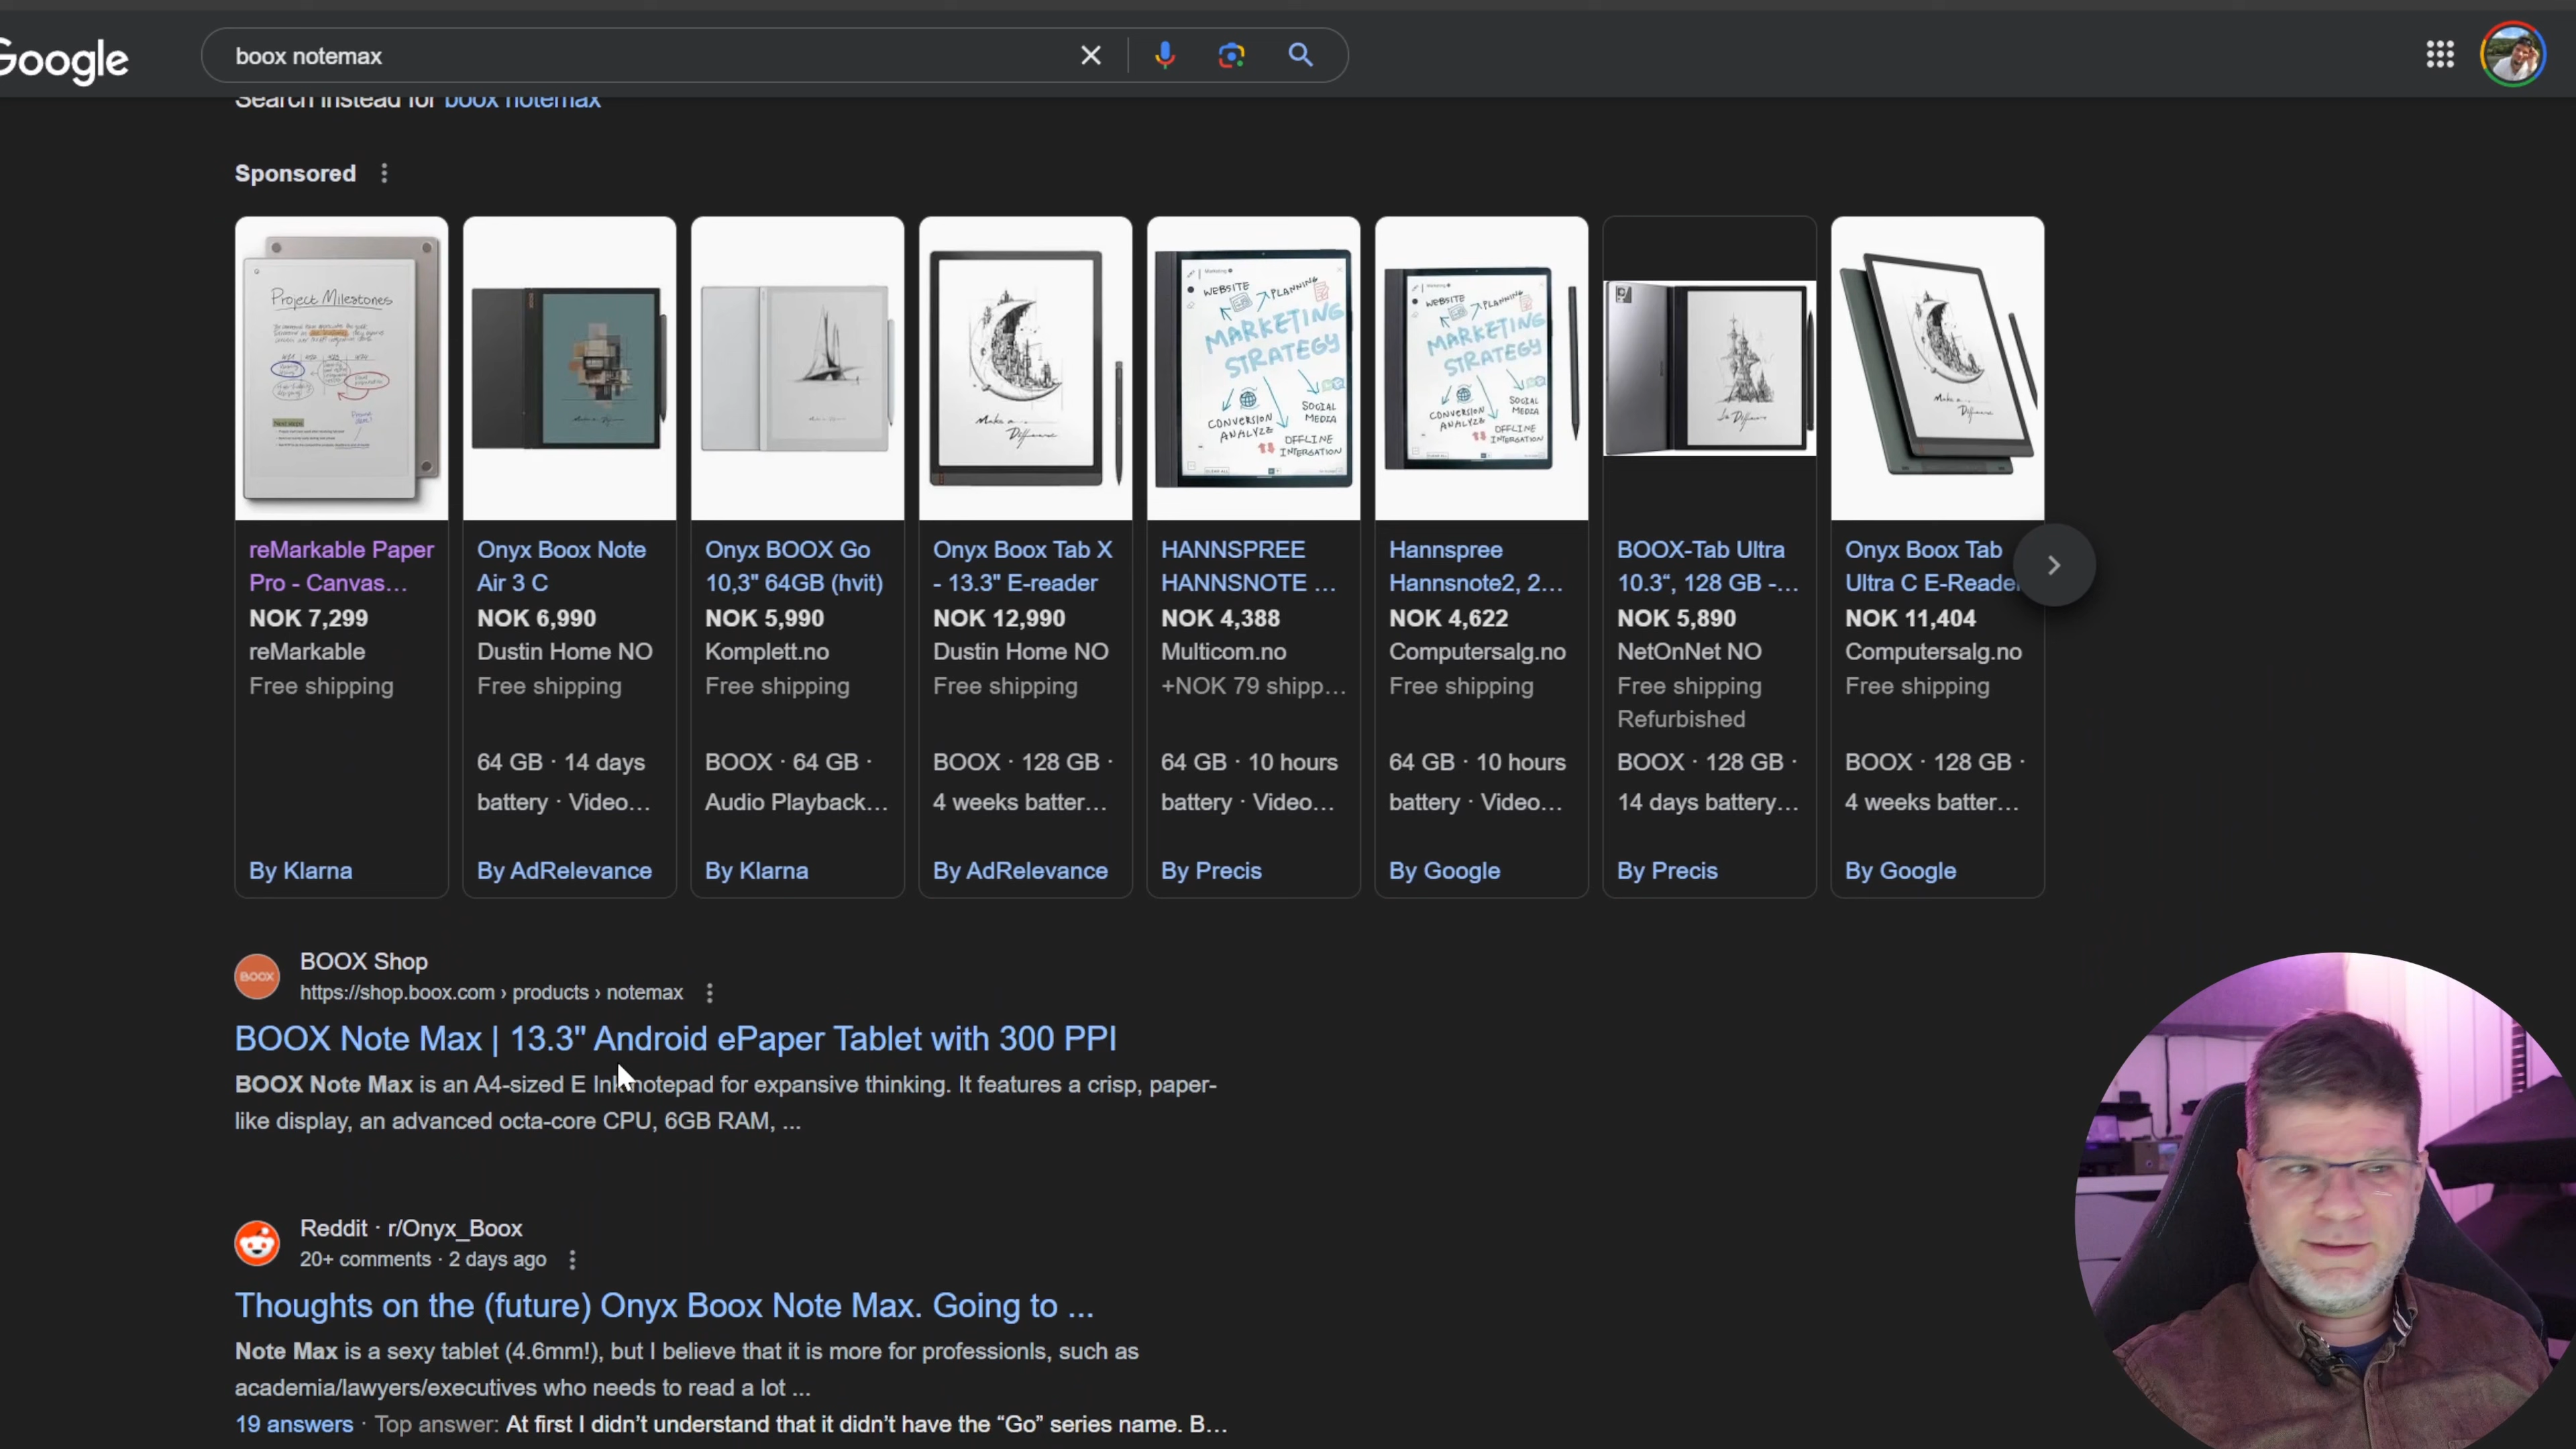 Google
boox notemax
Search instead for boox notemax
Sponsored
Project Milestones
WEBSITE
PLANNING
MARKETING
STRATEGY
CONVERSION
ANALYZE
SOCIAL
MEDIA
OFFLINE
INTERGATION
WEBSITE
PLANNING
MARKETING
STRATEGY
CONVERSION
ANALYZE
SOCIAL
MEDIA
OFFLINE
INTERGATION
Make a
Difference
reMarkable Paper
Pro - Canvas...
NOK 7,299
reMarkable
Free shipping
By Klarna
Onyx Boox Note
Air 3 C
NOK 6,990
Dustin Home NO
Free shipping
64 GB · 14 days
battery · Video...
By AdRelevance
Onyx BOOX Go
10,3" 64GB (hvit)
NOK 5,990
Komplett.no
Free shipping
BOOX · 64 GB ·
Audio Playback...
By Klarna
Onyx Boox Tab X
- 13.3" E-reader
NOK 12,990
Dustin Home NO
Free shipping
BOOX · 128 GB ·
4 weeks batter...
By AdRelevance
HANNSPREE
HANNSNOTE ...
NOK 4,388
Multicom.no
+NOK 79 shipp...
64 GB · 10 hours
battery · Video...
By Precis
Hannspree
Hannsnote2, 2...
NOK 4,622
Computersalg.no
Free shipping
64 GB · 10 hours
battery · Video...
By Google
BOOX-Tab Ultra
10.3“, 128 GB -...
NOK 5,890
NetOnNet NO
Free shipping
Refurbished
BOOX · 128 GB ·
14 days battery...
By Precis
Onyx Boox Tab
Ultra C E-Reader
NOK 11,404
Computersalg.no
Free shipping
BOOX · 128 GB ·
4 weeks batter...
By Google
BOOX
BOOX Shop
https://shop.boox.com › products › notemax
BOOX Note Max | 13.3" Android ePaper Tablet with 300 PPI
BOOX Note Max is an A4-sized E Ink notepad for expansive thinking. It features a crisp, paper-
like display, an advanced octa-core CPU, 6GB RAM, ...
Reddit · r/Onyx_Boox
20+ comments · 2 days ago
Thoughts on the (future) Onyx Boox Note Max. Going to ...
Note Max is a sexy tablet (4.6mm!), but I believe that it is more for professionls, such as
academia/lawyers/executives who needs to read a lot ...
19 answers · Top answer: At first I didn’t understand that it didn’t have the “Go” series name. B...